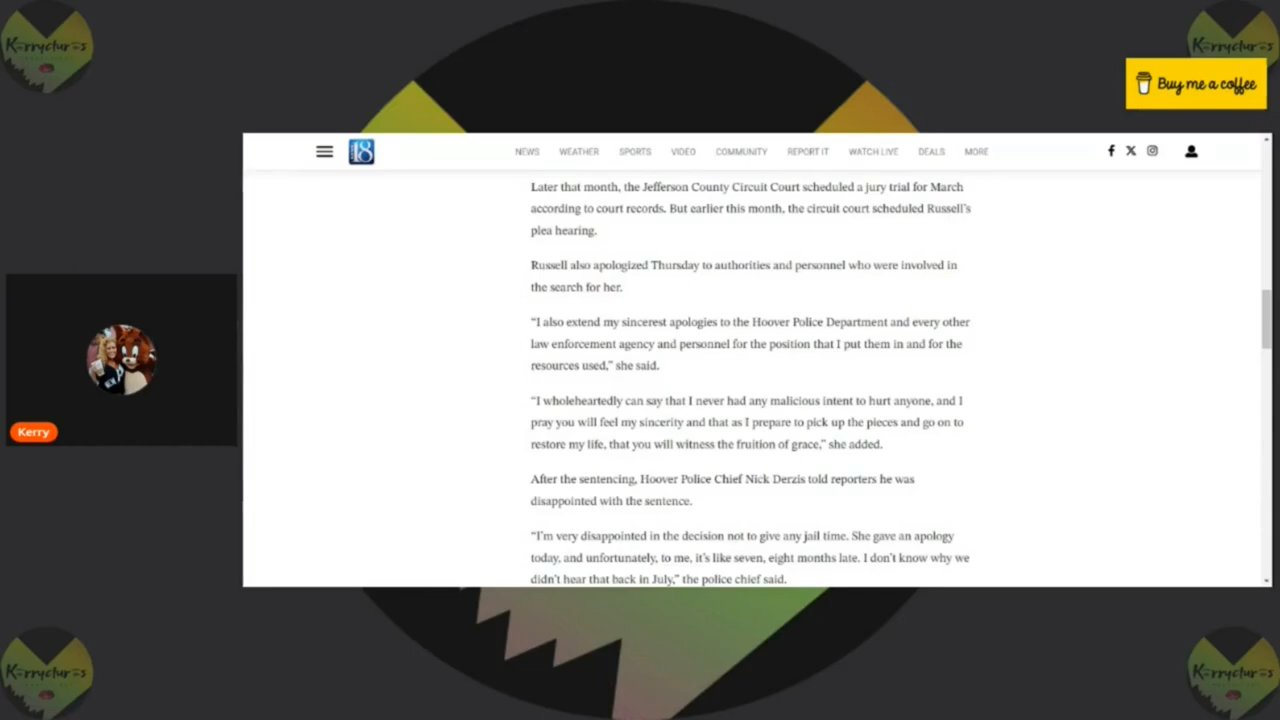 Kerryctures
Kerryctures
Buy me a coffee
18
NEWS WEATHER SPORTS VIDEO COMMUNITY REPORT IT WATCH LIVE DEALS MORE
Later that month, the Jefferson County Circuit Court scheduled a jury trial for March
according to court records. But earlier this month, the circuit court scheduled Russell's
plea hearing.
Russell also apologized Thursday to authorities and personnel who were involved in
the search for her.
“I also extend my sincerest apologies to the Hoover Police Department and every other
law enforcement agency and personnel for the position that I put them in and for the
resources used,” she said.
“I wholeheartedly can say that I never had any malicious intent to hurt anyone, and I
pray you will feel my sincerity and that as I prepare to pick up the pieces and go on to
restore my life, that you will witness the fruition of grace,” she added.
After the sentencing, Hoover Police Chief Nick Derzis told reporters he was
disappointed with the sentence.
“I'm very disappointed in the decision not to give any jail time. She gave an apology
today, and unfortunately, to me, it's like seven, eight months late. I don't know why we
didn't hear that back in July,” the police chief said.
Kerry
Kerryctures
Kerryctures